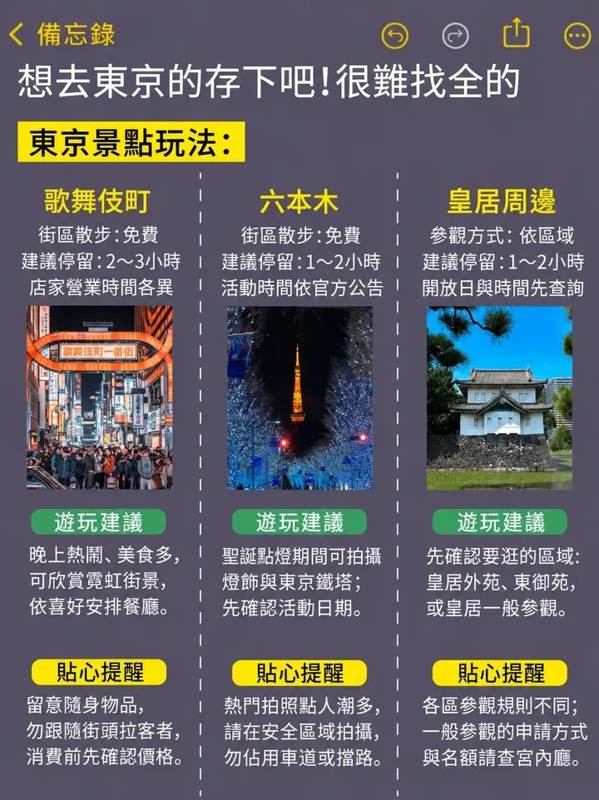 備忘錄
想去東京的存下吧!很難找全的
東京景點玩法:
歌舞伎町
街區散步:免費
建議停留:2～3小時
店家營業時間各異
歌舞伎町一番街
遊玩建議
晚上熱鬧、美食多,
可欣賞霓虹街景,
依喜好安排餐廳。
貼心提醒
留意隨身物品,
勿跟隨街頭拉客者,
消費前先確認價格。
六本木
街區散步:免費
建議停留:1～2小時
活動時間依官方公告
遊玩建議
聖誕點燈期間可拍攝
燈飾與東京鐵塔;
先確認活動日期。
貼心提醒
熱門拍照點人潮多,
請在安全區域拍攝,
勿佔用車道或擋路。
皇居周邊
參觀方式: 依區域
建議停留:1～2小時
開放日與時間先查詢
遊玩建議
先確認要逛的區域:
皇居外苑、東御苑,
或皇居一般參觀。
貼心提醒
各區參觀規則不同;
一般參觀的申請方式
與名額請查宮內廳。